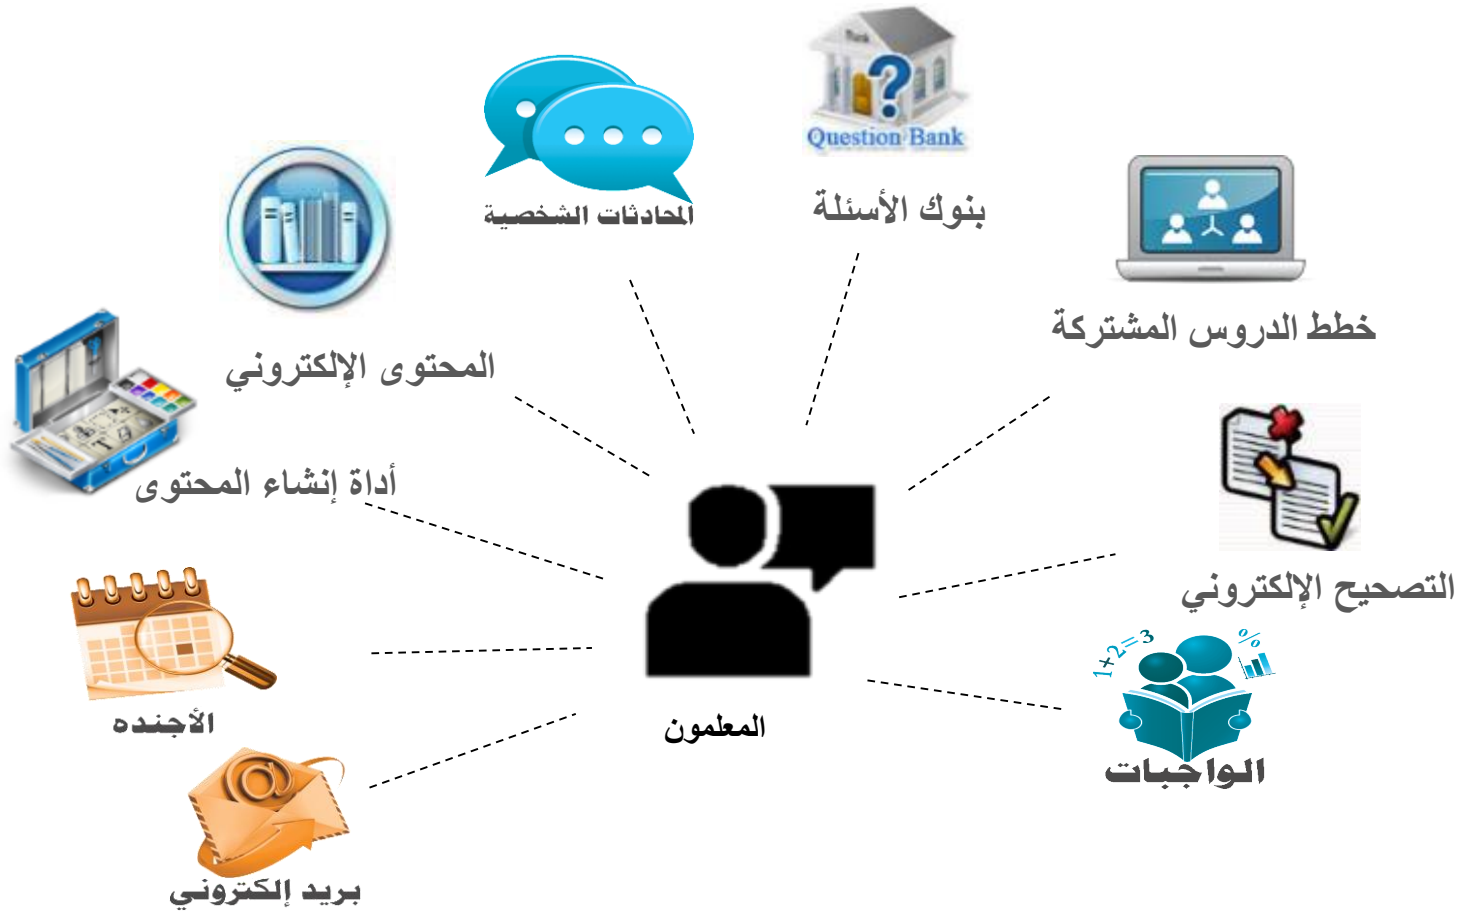 Bank
Question Bank
بنوك الأسئلة
المحادثات الشخصية
خطط الدروس المشتركة
المحتوى الإلكتروني
أداة إنشاء المحتوى
التصحيح الإلكتروني
1+2=3
%
الأجنده
المعلمون
الواجبات
@
بريد إلكتروني